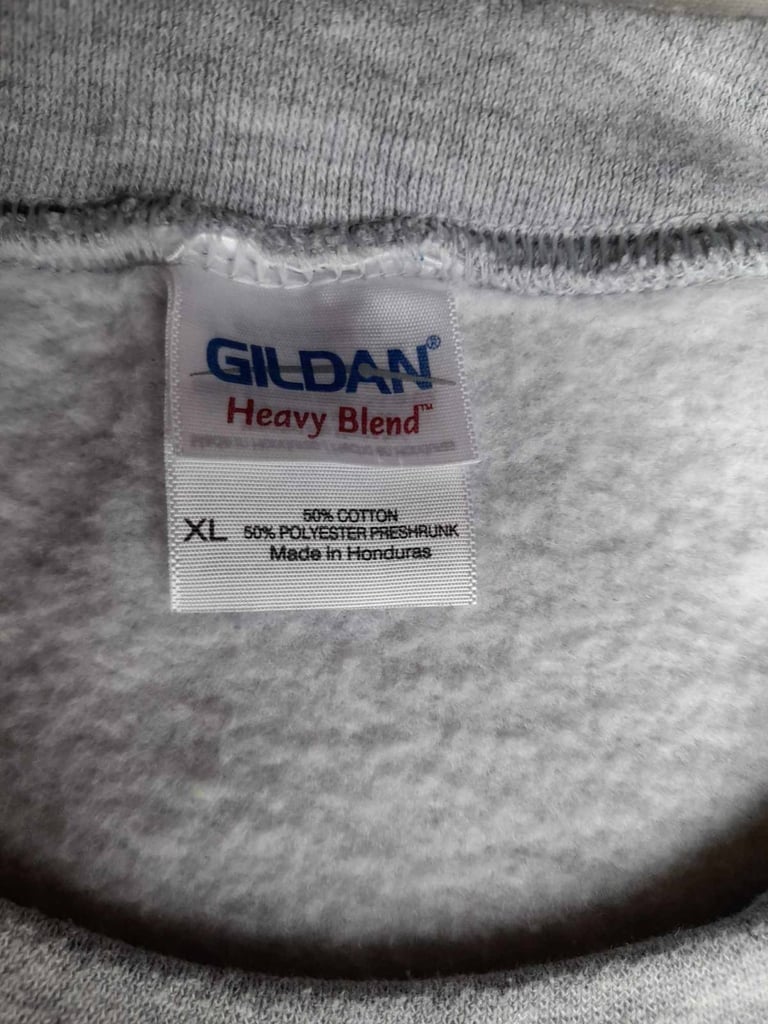 GILDAN®
Heavy Blend™
XL
50% COTTON
50% POLYESTER PRESHRUNK
Made in Honduras